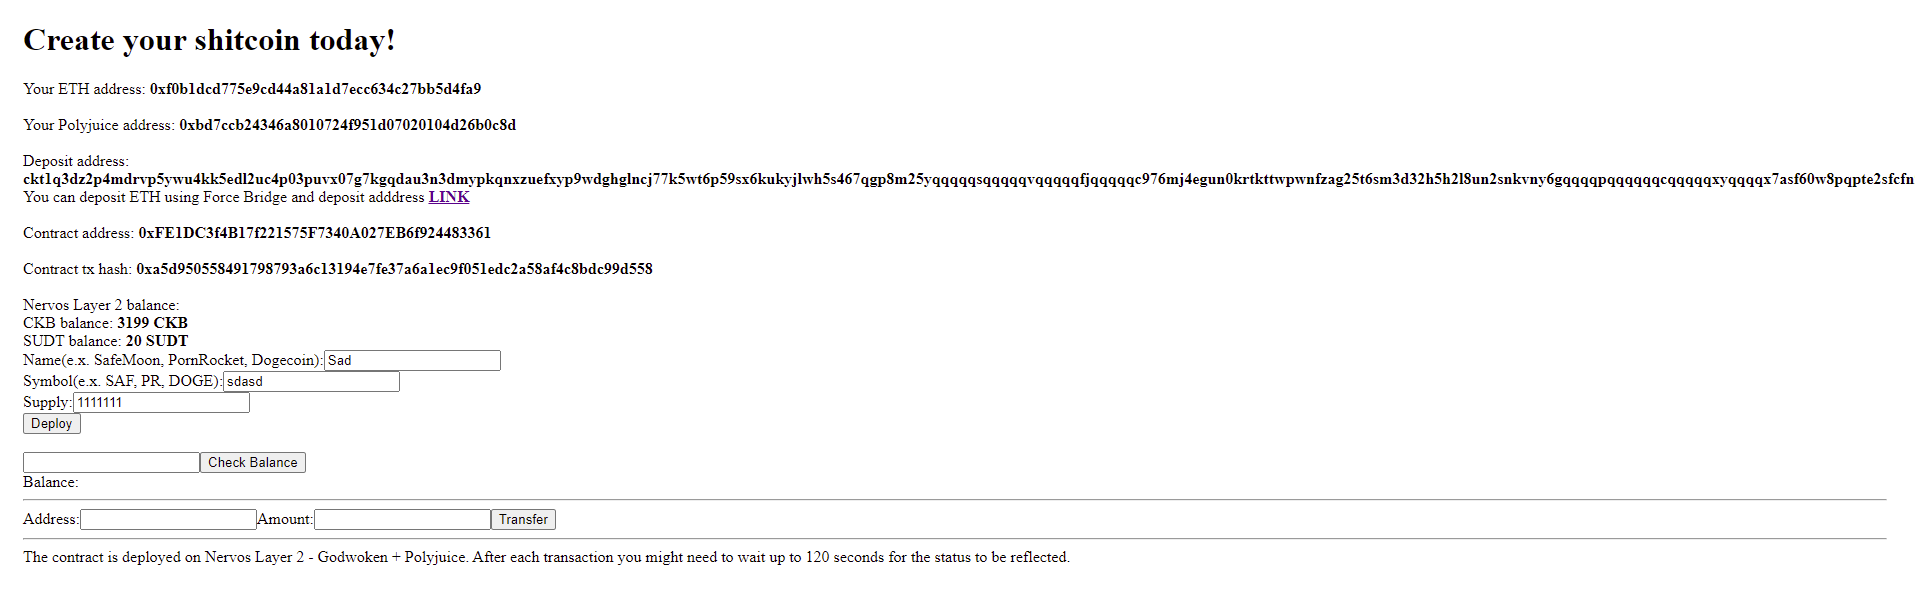 Create your shitcoin today!
Your ETH address: 0xf0b1dcd775e9cd44a81a1d7ecc634c27bb5d4fa9
Your Polyjuice address: 0xbd7ccb24346a8010724f951d07020104d26b0c8d
Deposit address:
ckt1q3dz2p4mdrvp5ywu4kk5edl2uc4p03puvx07g7kgqdau3n3dmypkqnxzuefxyp9wdghglncj77k5wt6p59sx6kukyjlwh5s467qgp8m25yqqqqqsqqqqqvqqqqqfjqqqqqc976mj4egun0krtkttwpwnfzag25t6sm3d32h5h2l8un2snkvny6gqqqqpqqqqqqcqqqqqxyqqqqx7asf60w8pqpte2sfcfn
You can deposit ETH using Force Bridge and deposit adddress LINK
Contract address: 0xFE1DC3f4B17f221575F7340A027EB6f924483361
Contract tx hash: 0xa5d950558491798793a6c13194e7fe37a6a1ec9f051edc2a58af4c8bdc99d558
Nervos Layer 2 balance:
CKB balance: 3199 CKB
SUDT balance: 20 SUDT
Name(e.x. SafeMoon, PornRocket, Dogecoin): Sad
Symbol(e.x. SAF, PR, DOGE): sdasd
Supply: 1111111
Deploy
Check Balance
Balance:
Address: Amount: Transfer
The contract is deployed on Nervos Layer 2 - Godwoken + Polyjuice. After each transaction you might need to wait up to 120 seconds for the status to be reflected.